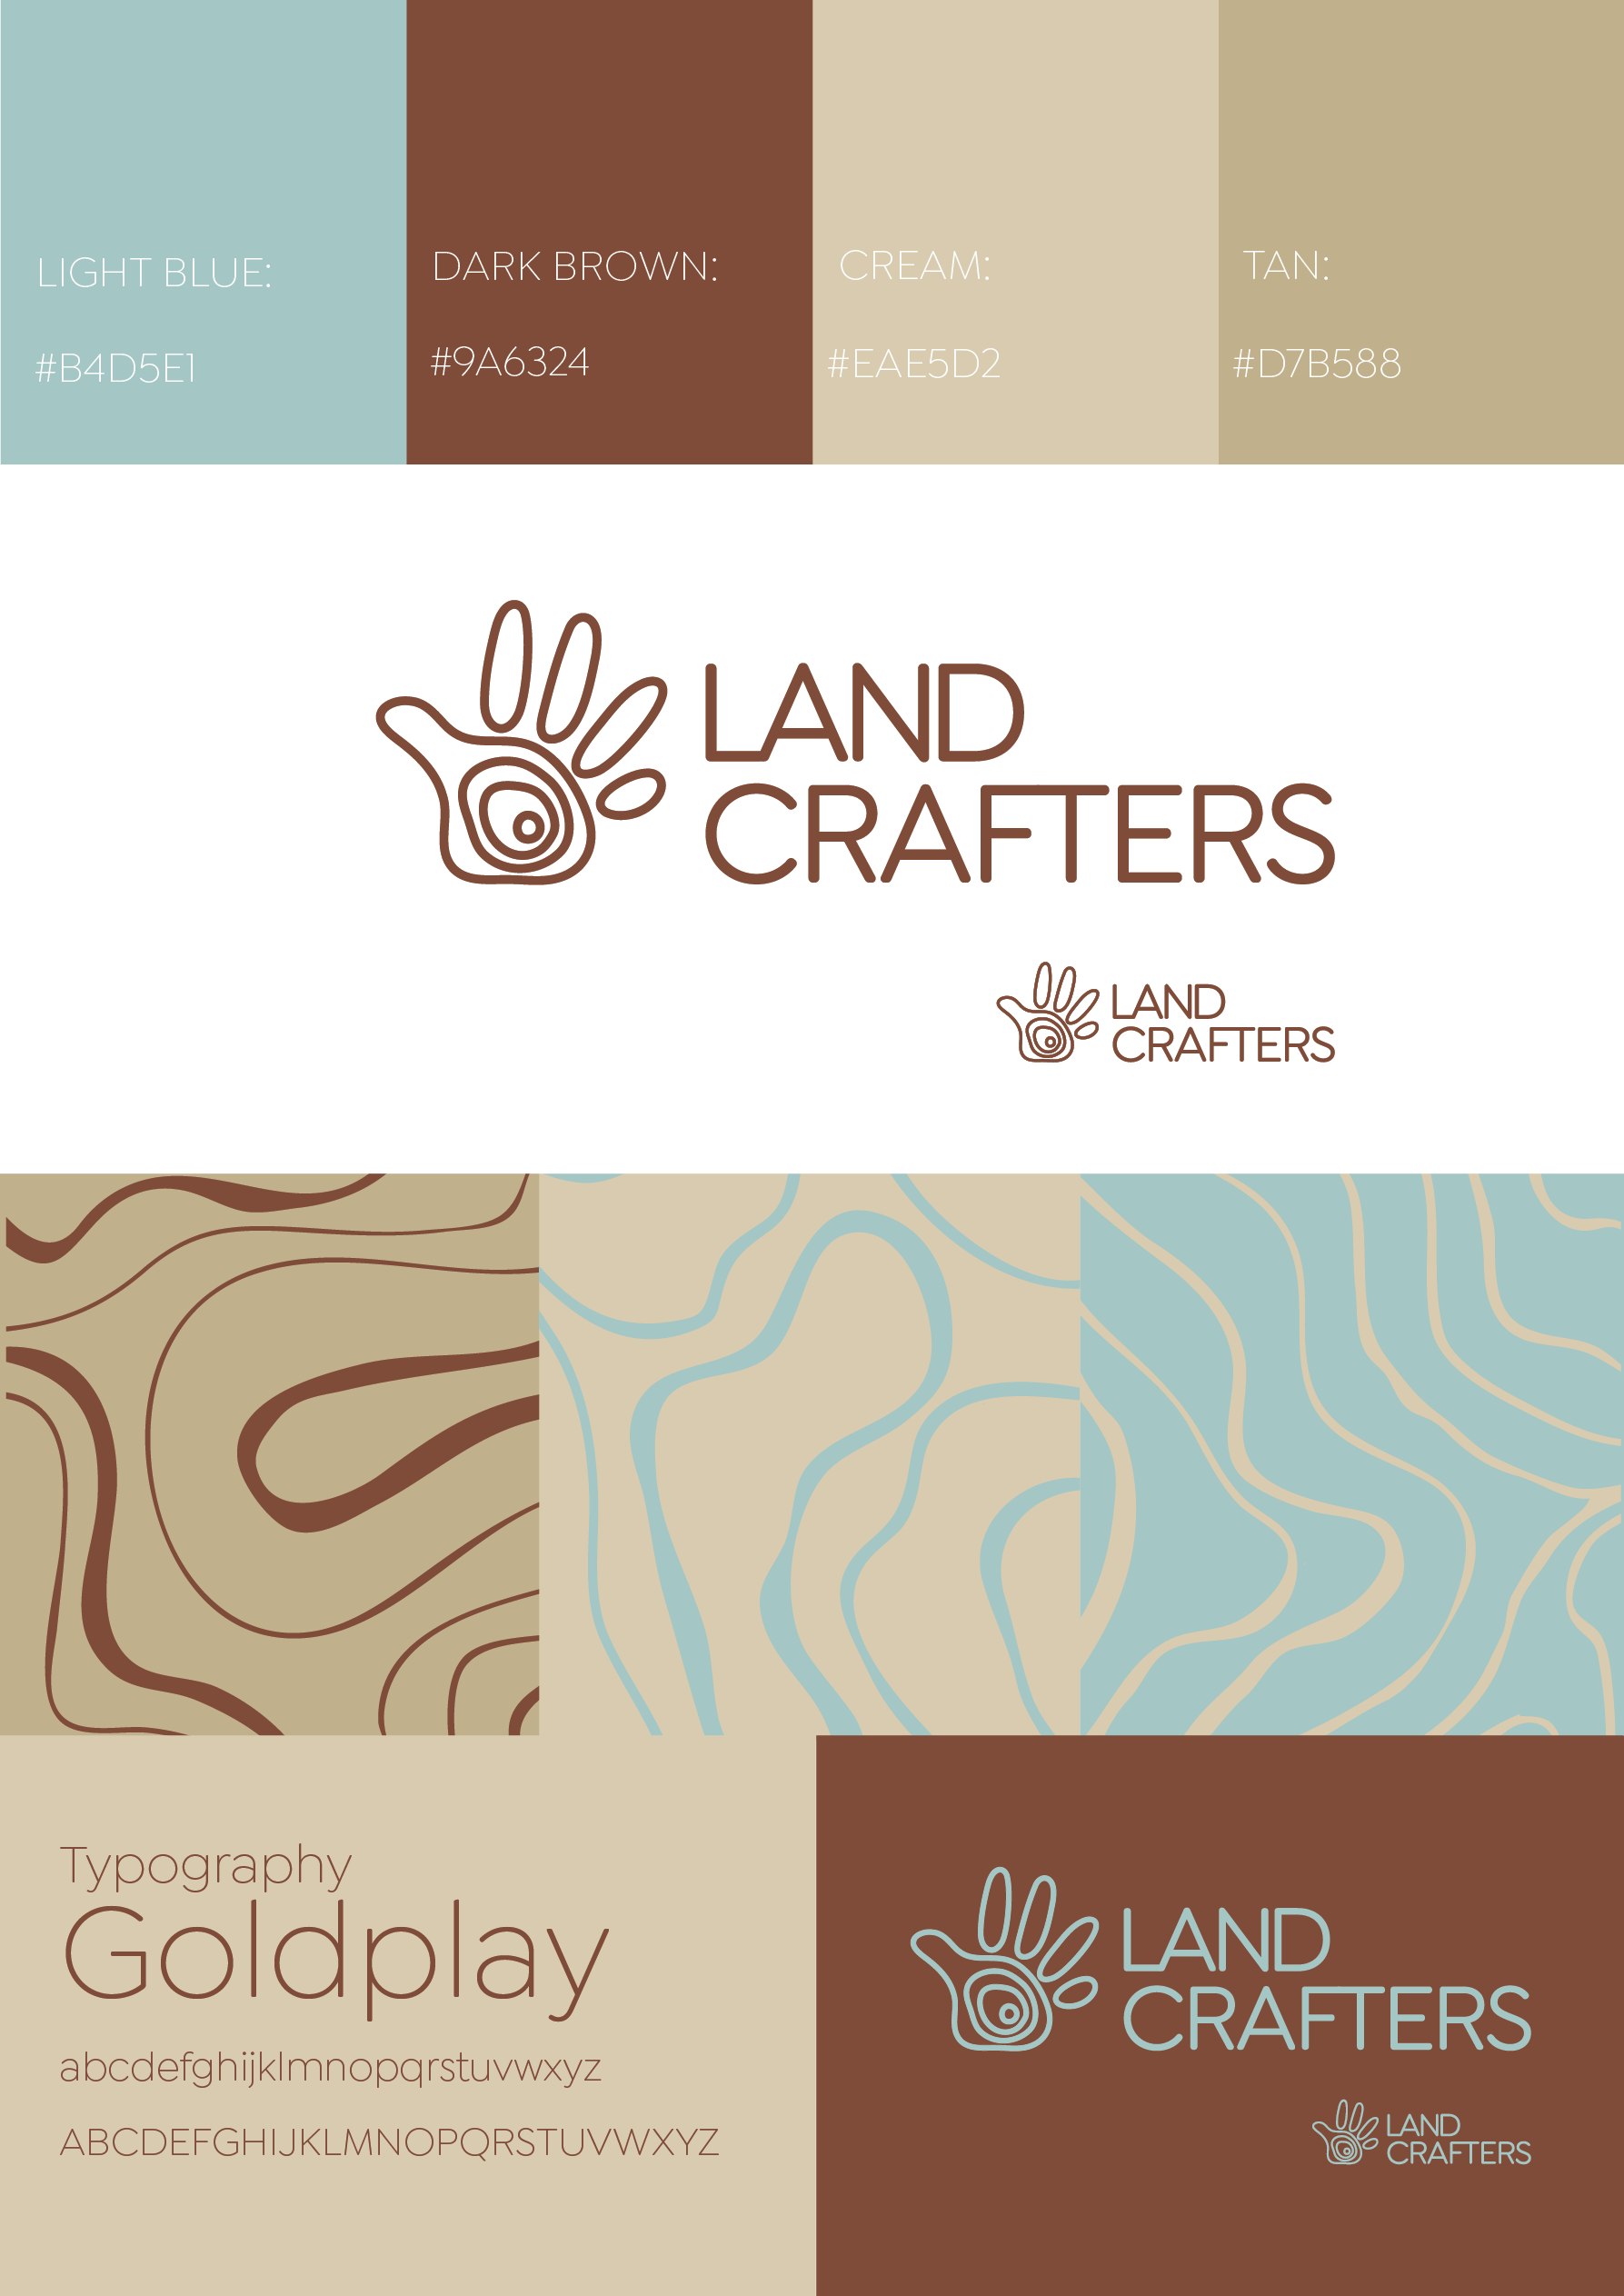 LIGHT BLUE:
#B4D5E1
DARK BROWN:
#9A6324
CREAM:
#EAE5D2
TAN:
#D7B588
LAND
CRAFTERS
LAND
CRAFTERS
Typography
Goldplay
abcdefghijklmnopqrstuvwxyz
ABCDEFGHIJKLMNOPQRSTUVWXYZ
LAND
CRAFTERS
LAND
CRAFTERS